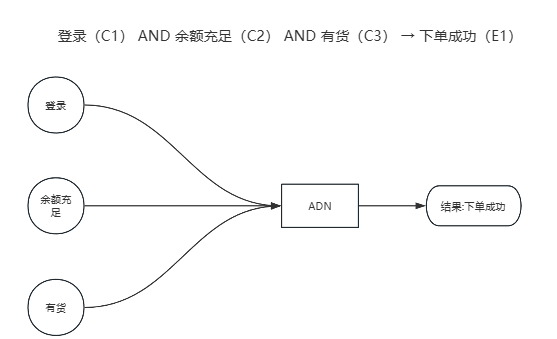 登录（C1） AND 余额充足（C2） AND 有货（C3） → 下单成功（E1）
登录
余额充
足
ADN
结果:下单成功
有货